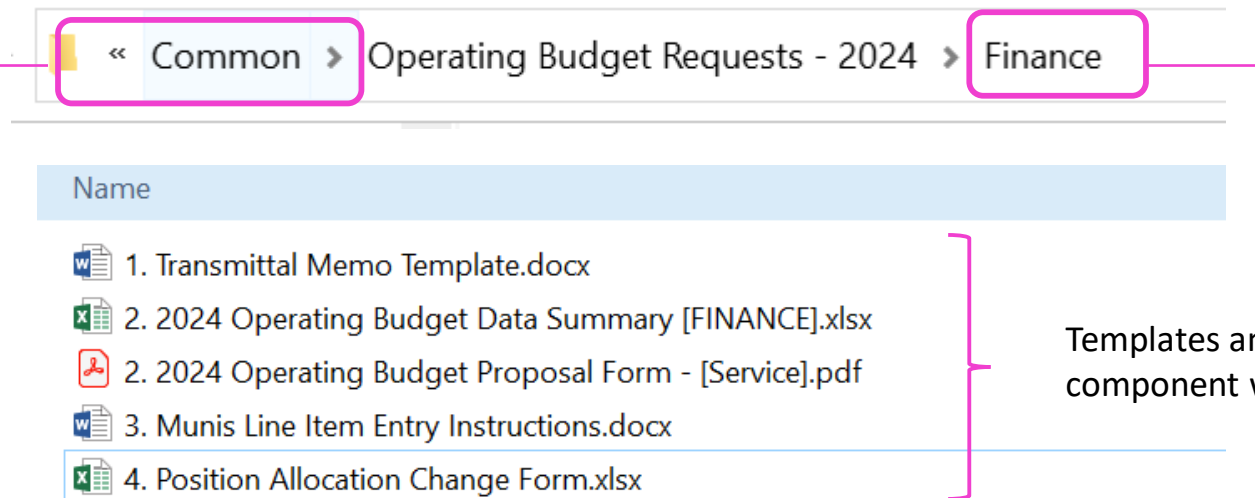 « Common > Operating Budget Requests - 2024 > Finance
Name
1. Transmittal Memo Template.docx
2. 2024 Operating Budget Data Summary [FINANCE].xlsx
2. 2024 Operating Budget Proposal Form - [Service].pdf
3. Munis Line Item Entry Instructions.docx
4. Position Allocation Change Form.xlsx
Templates
component